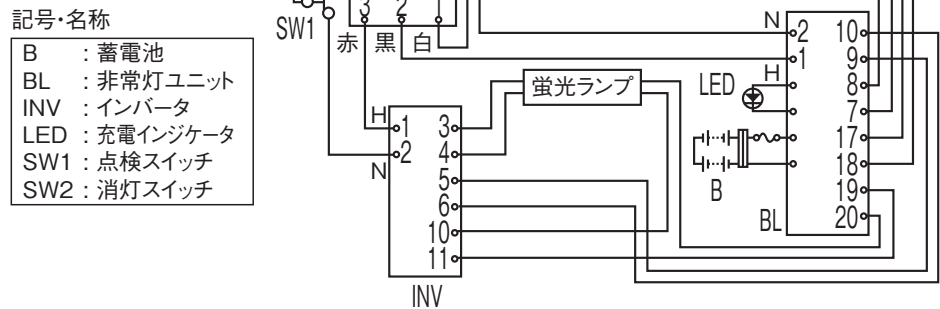 記号・名称
B : 蓄電池
BL : 非常灯ユニット
INV : インバータ
LED : 充電インジケータ
SW1 : 点検スイッチ
SW2 : 消灯スイッチ
SW1
3 2 1
赤 黒 白
蛍光ランプ
H 1 3
N 2 4
5
6
10
11
INV
N 2 10
1 9
LED H 8
7
17
18
B 19
BL 20